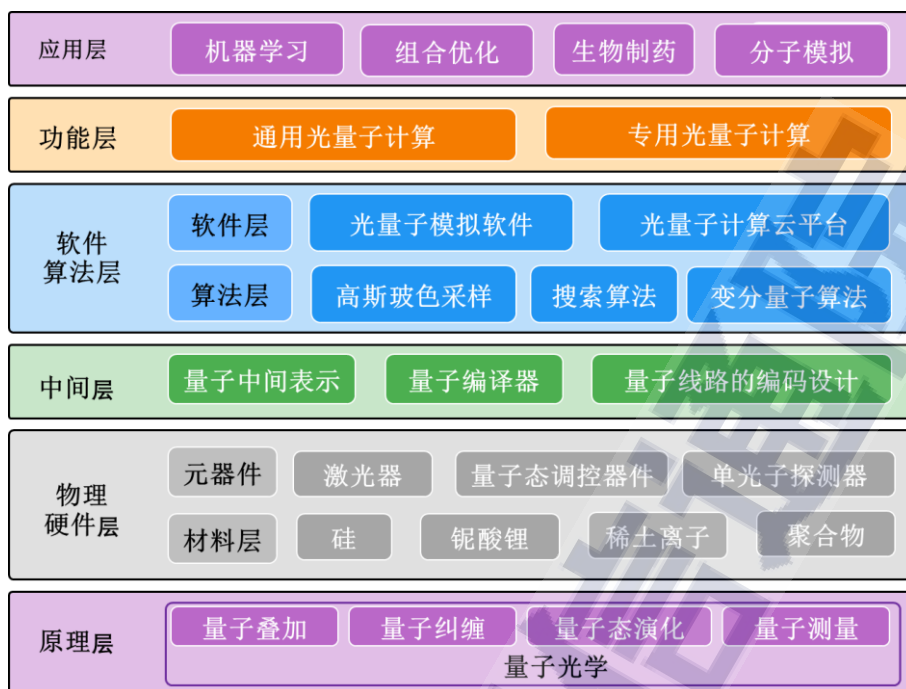 应用层 机器学习 组合优化 生物制药 分子模拟
功能层 通用光量子计算 专用光量子计算
软件
算法层
软件层 光量子模拟软件 光量子计算云平台
算法层 高斯玻色采样 搜索算法 变分量子算法
中间层 量子中间表示 量子编译器 量子线路的编码设计
物理
硬件层
元器件 激光器 量子态调控器件 单光子探测器
材料层 硅 铌酸锂 稀土离子 聚合物
原理层 量子叠加 量子纠缠 量子态演化 量子测量
量子光学